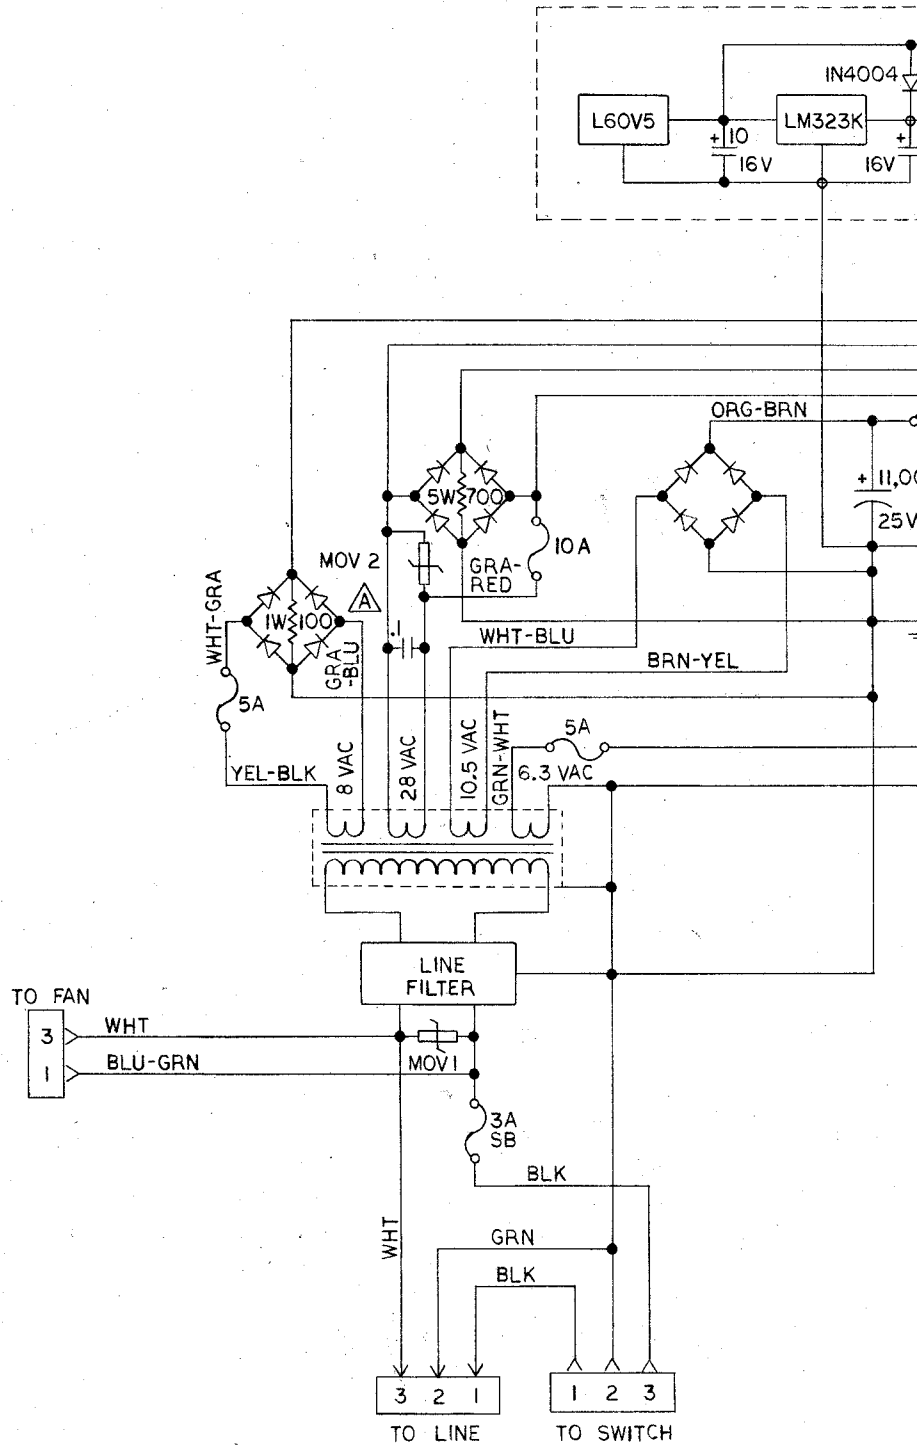 IN4004
L60V5
LM323K
+ 10
16V
+
16V
ORG-BRN
5W 700
+ 11,00
25V
10A
MOV 2
GRA-
RED
A
WHT-GRA
1W 100
GRA
-BLU
.1
WHT-BLU
BRN-YEL
5A
8 VAC
28 VAC
10.5 VAC
GRN-WHT
5A
6.3 VAC
YEL-BLK
LINE
FILTER
TO FAN
3
WHT
1
BLU-GRN
MOV1
3A
SB
BLK
WHT
GRN
BLK
3 2 1
1 2 3
TO LINE
TO SWITCH